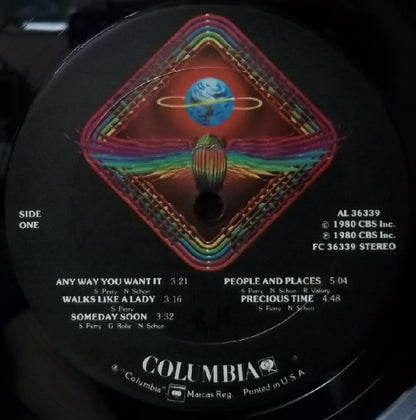 SIDE
ONE
AL 36339
© 1980 CBS Inc.
℗ 1980 CBS Inc.
FC 36339 STEREO
ANY WAY YOU WANT IT 3:21
S. Perry N. Schon
WALKS LIKE A LADY 3:16
S. Perry
SOMEDAY SOON 3:32
S. Perry G. Rolie N. Schon
PEOPLE AND PLACES 5:04
S. Perry N. Schon R. Valory
PRECIOUS TIME 4:48
S. Perry N. Schon
COLUMBIA
® "Columbia", Marcas Reg. Printed in U.S.A.